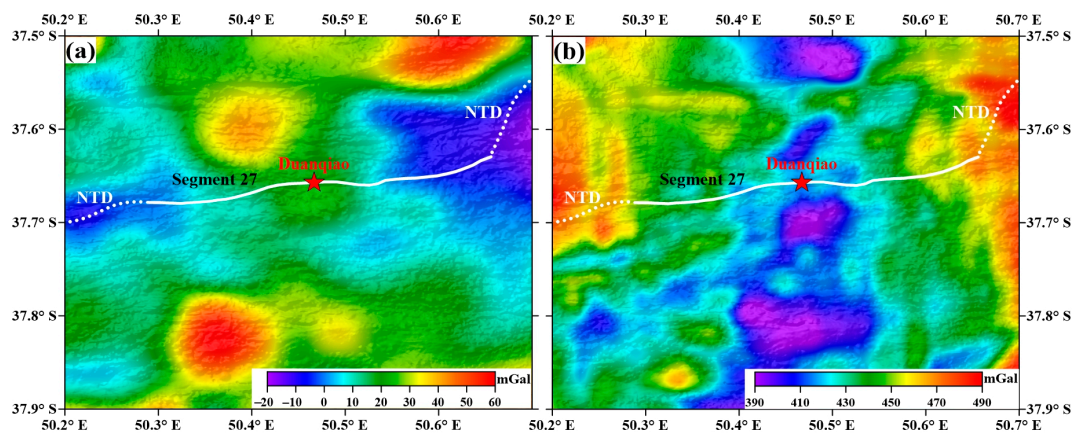 50.2° E 50.3° E 50.4° E 50.5° E 50.6° E 50.2° E 50.3° E 50.4° E 50.5° E 50.6° E 50.7° E
37.5° S (a) (b) 37.5° S
37.6° S NTD NTD 37.6° S
Duanqiao Duanqiao
Segment 27 Segment 27
NTD NTD
37.7° S 37.7° S
37.8° S 37.8° S
mGal mGal
−20 −10 0 10 20 30 40 50 60 390 410 430 450 470 490
37.9° S 37.9° S
50.2° E 50.3° E 50.4° E 50.5° E 50.6° E 50.2° E 50.3° E 50.4° E 50.5° E 50.6° E 50.7° E